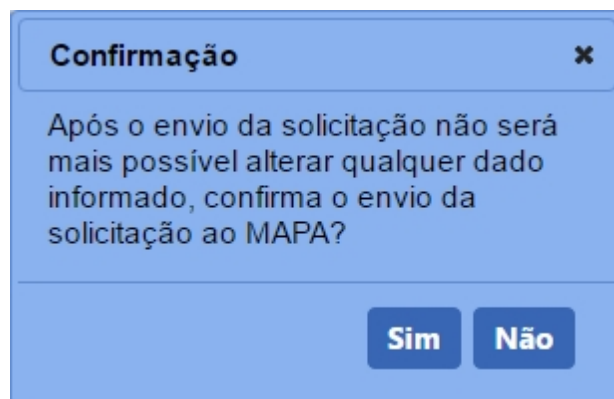 Confirmação
Após o envio da solicitação não será
mais possível alterar qualquer dado
informado, confirma o envio da
solicitação ao MAPA?
Sim Não